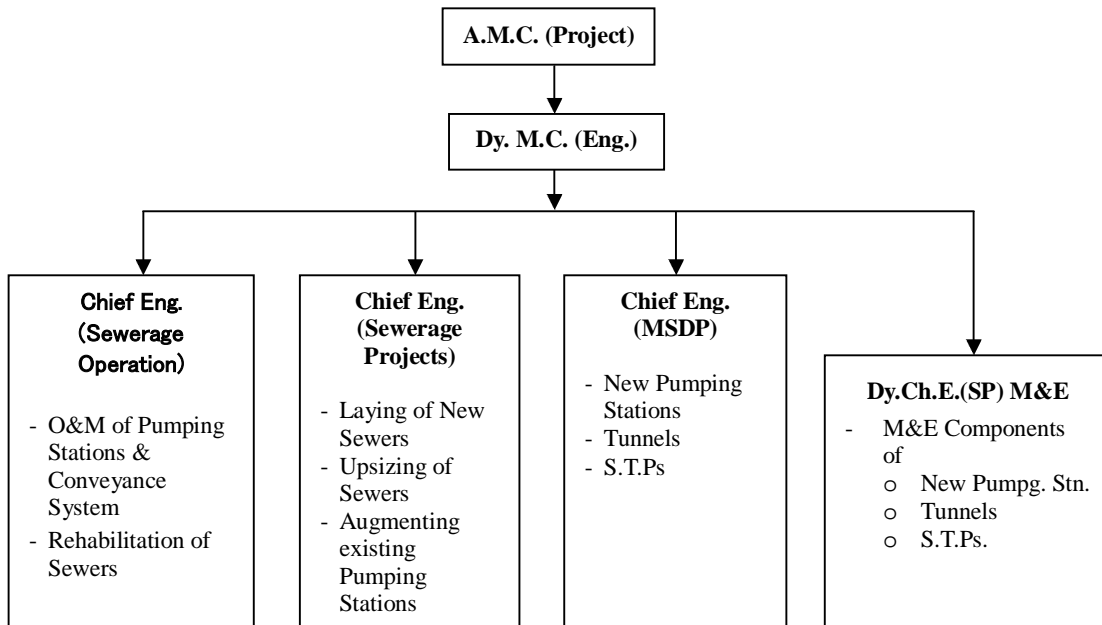 A.M.C. (Project)
Dy. M.C. (Eng.)
Chief Eng.
(Sewerage
Operation)
- O&M of Pumping
Stations &
Conveyance
System
- Rehabilitation of
Sewers
Chief Eng.
(Sewerage
Projects)
- Laying of New
Sewers
- Upsizing of
Sewers
- Augmenting
existing
Pumping
Stations
Chief Eng.
(MSDP)
- New Pumping
Stations
- Tunnels
- S.T.Ps
Dy.Ch.E.(SP) M&E
- M&E Components
of
o New Pumpg. Stn.
o Tunnels
o S.T.Ps.